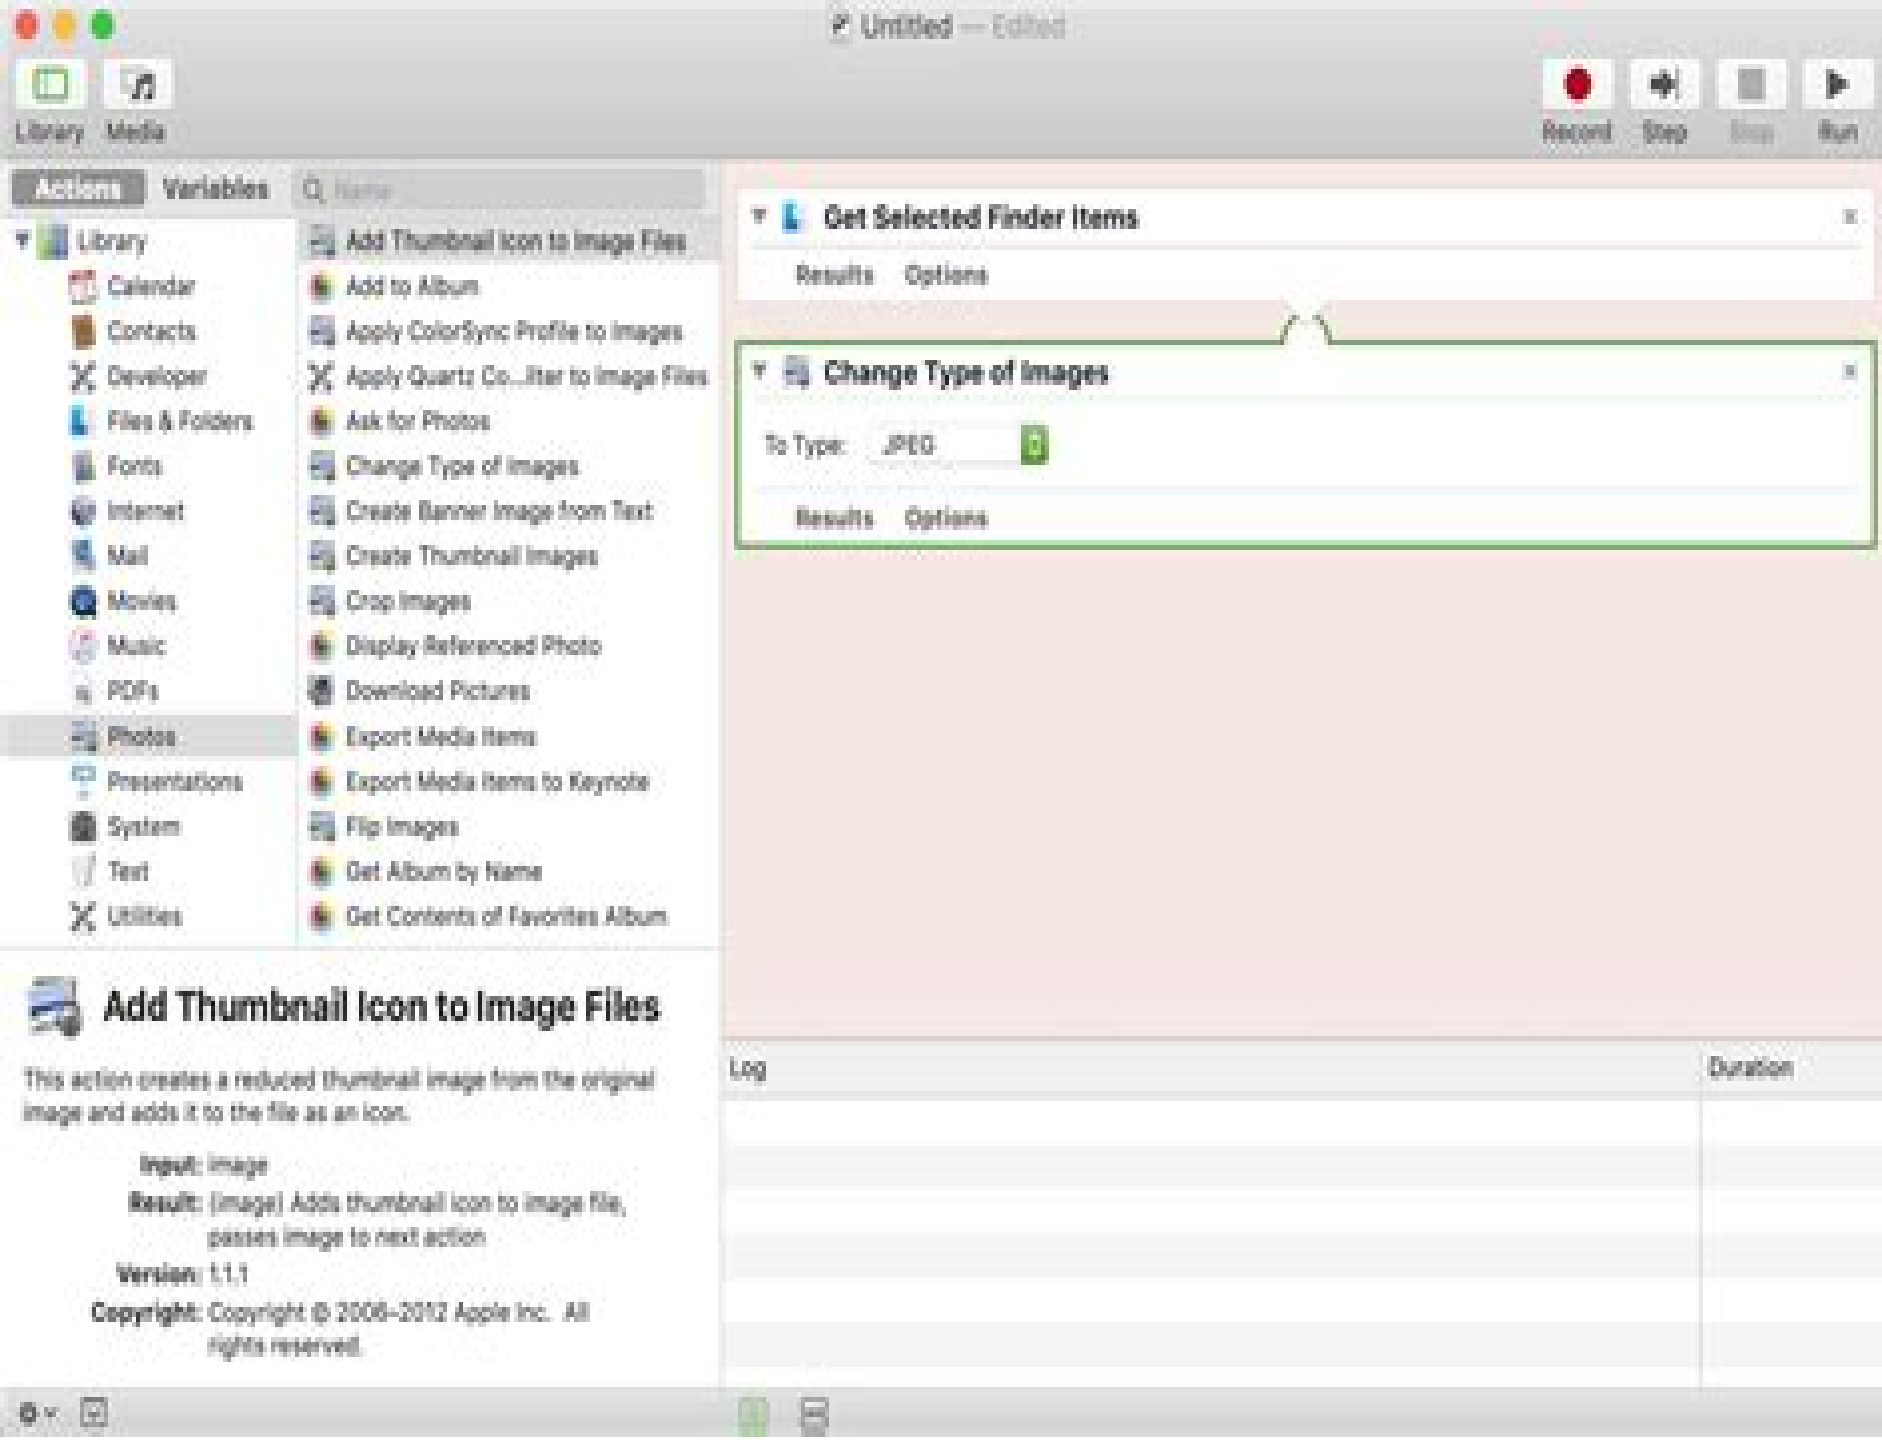 Untitled — Edited
Library
Media
Record
Step
Stop
Run
Actions
Variables
Name
Library
Calendar
Contacts
Developer
Files & Folders
Fonts
Internet
Mail
Movies
Music
PDFs
Photos
Presentations
System
Text
Utilities
Add Thumbnail Icon to Image Files
Add to Album
Apply ColorSync Profile to Images
Apply Quartz Co...lter to Image Files
Ask for Photos
Change Type of Images
Create Banner Image from Text
Create Thumbnail Images
Crop Images
Display Referenced Photo
Download Pictures
Export Media Items
Export Media Items to Keynote
Flip Images
Get Album by Name
Get Contents of Favorites Album
Add Thumbnail Icon to Image Files
This action creates a reduced thumbnail image from the original
image and adds it to the file as an icon.
Input: image
Result: (image) Adds thumbnail icon to image file,
passes image to next action
Version: 1.1.1
Copyright: Copyright © 2006–2012 Apple Inc. All
rights reserved.
Get Selected Finder Items
Results Options
Change Type of Images
To Type: JPEG
Results Options
Log
Duration